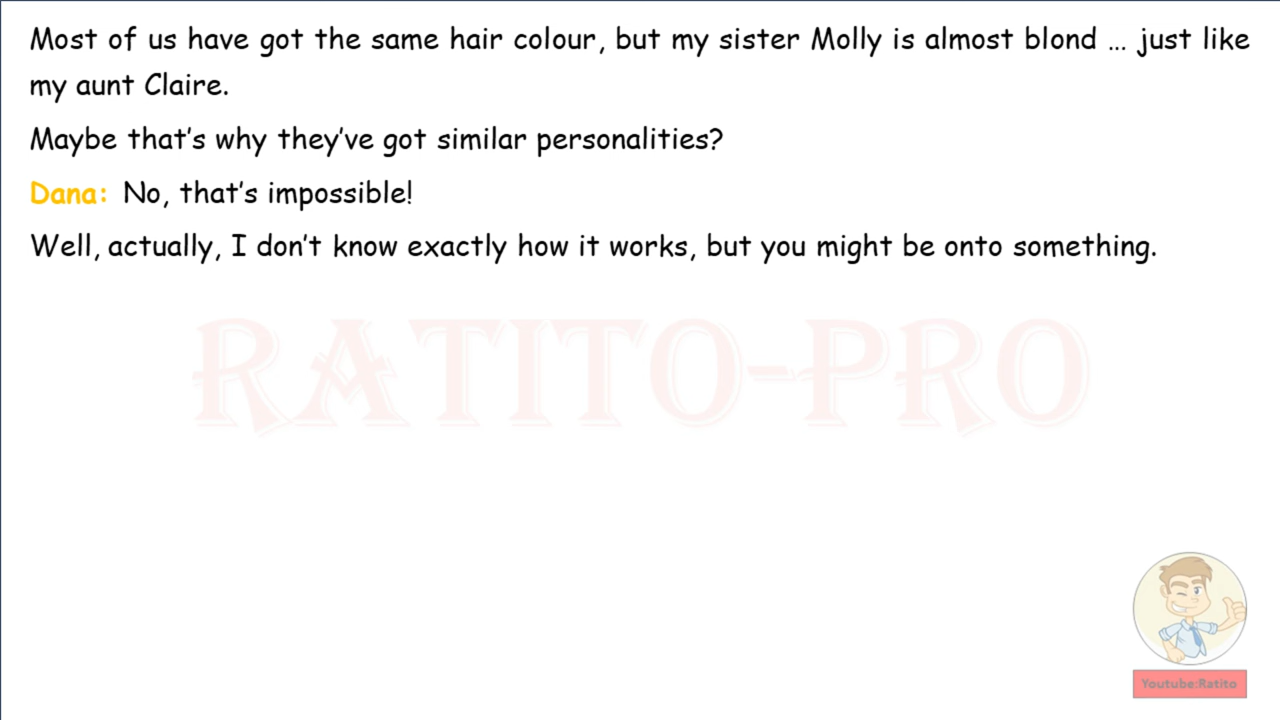 Most of us have got the same hair colour, but my sister Molly is almost blond ... just like
my aunt Claire.
Maybe that's why they've got similar personalities?
Dana: No, that's impossible!
Well, actually, I don't know exactly how it works, but you might be onto something.
RATITO-PRO
Youtube:Ratito